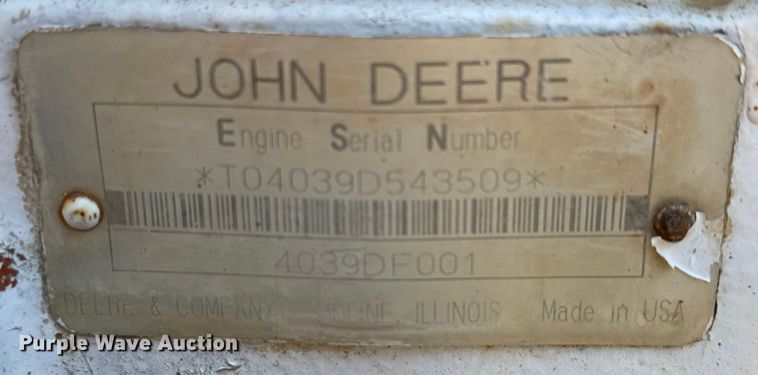 JOHN DEERE
Engine Serial Number
*T04039D543509*
4039DF001
DEERE & COMPANY MOLINE ILLINOIS Made in USA
Purple Wave Auction